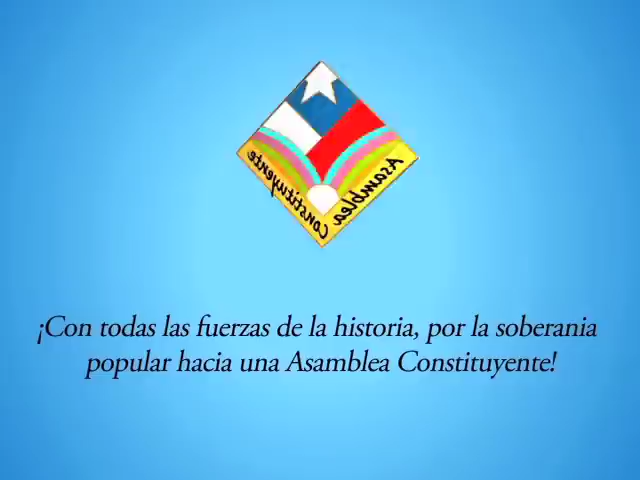 Asamblea
Constituyente
¡Con todas las fuerzas de la historia, por la soberania
popular hacia una Asamblea Constituyente!